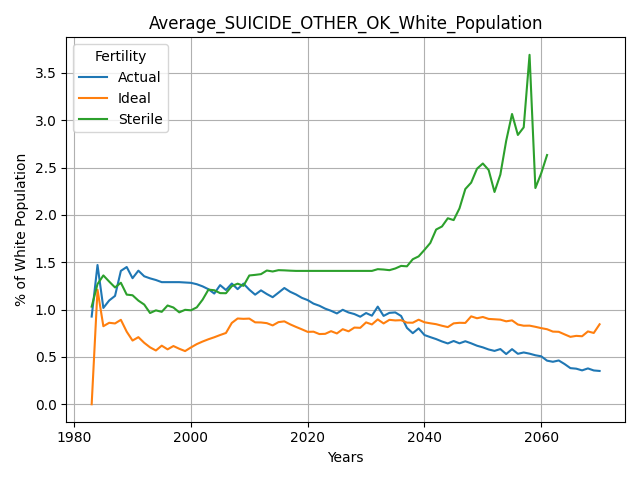 Average_SUICIDE_OTHER_OK_White_Population
Fertility
Actual
Ideal
Sterile
% of White Population
3.5
3.0
2.5
2.0
1.5
1.0
0.5
0.0
1980
2000
2020
2040
2060
Years